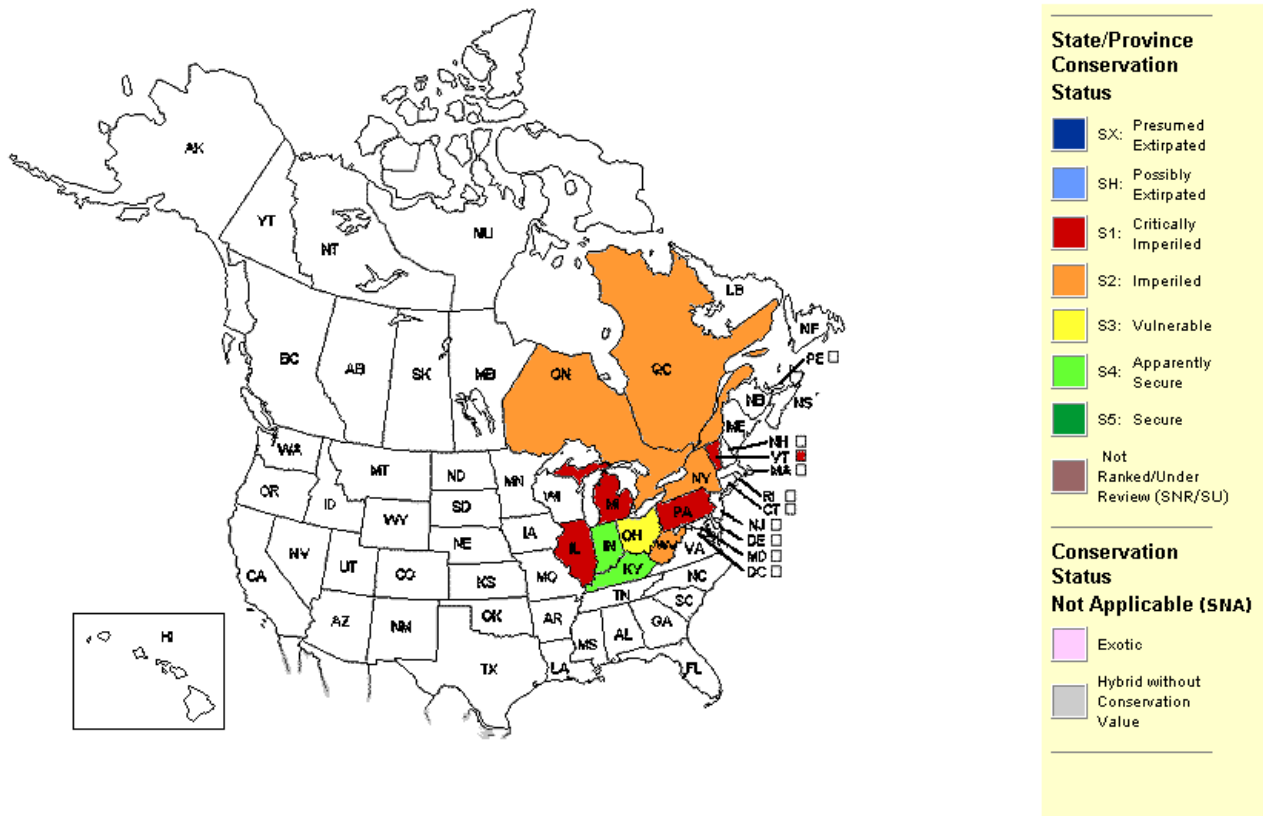 AK
YT
NT
NU
LB
NF
PE
BC
AB
SK
MB
ON
QC
NB
NS
ME
NH
VT
MA
WA
MT
ND
MN
NY
OR
ID
SD
WI
MI
RI
CT
WY
PA
NJ
IA
DE
NE
IL
IN
OH
WV
VA
MD
DC
NV
UT
CO
CA
KS
MO
KY
NC
TN
SC
AZ
NM
OK
AR
GA
MS
AL
HI
TX
LA
FL
State/Province
Conservation
Status
SX: Presumed
Extirpated
SH: Possibly
Extirpated
S1: Critically
Imperiled
S2: Imperiled
S3: Vulnerable
S4: Apparently
Secure
S5: Secure
Not
Ranked/Under
Review (SNR/SU)
Conservation
Status
Not Applicable (SNA)
Exotic
Hybrid without
Conservation
Value